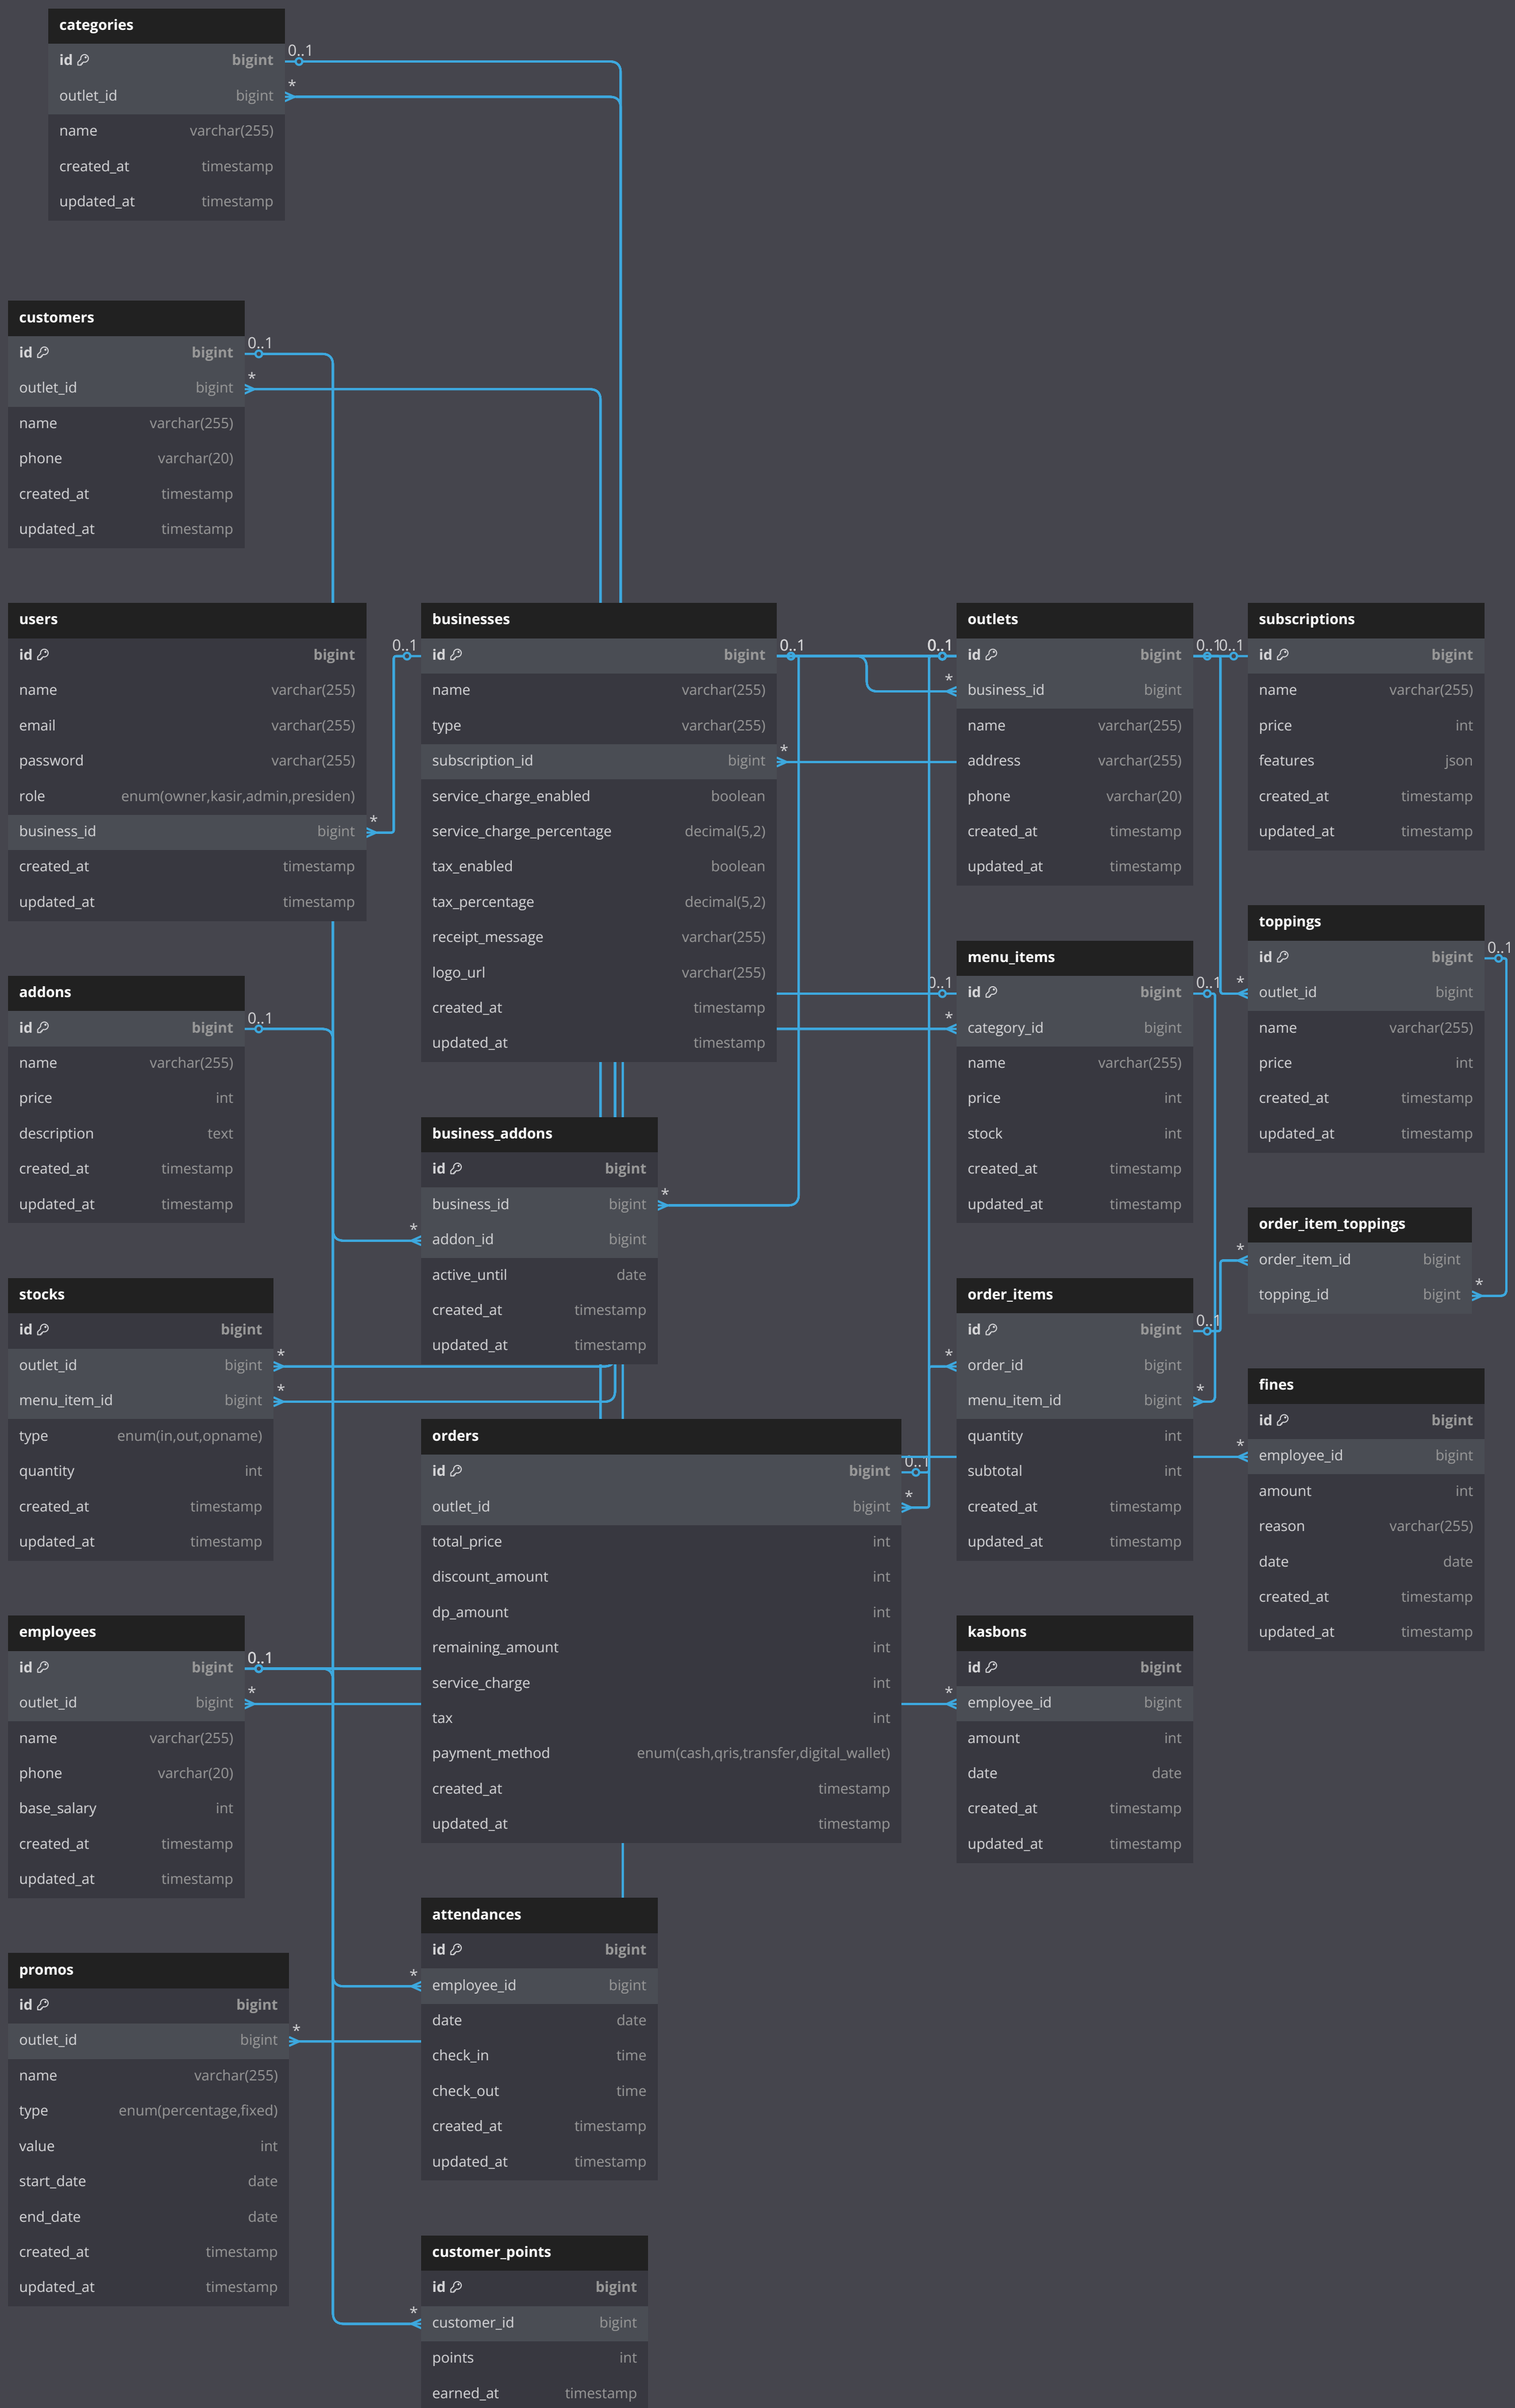 categories
id bigint 0..1
outlet_id bigint *
name varchar(255)
created_at timestamp
updated_at timestamp
customers
id bigint 0..1
outlet_id bigint *
name varchar(255)
phone varchar(20)
created_at timestamp
updated_at timestamp
users
id bigint
name varchar(255)
email varchar(255)
password varchar(255)
role enum(owner,kasir,admin,presiden)
business_id bigint *
created_at timestamp
updated_at timestamp
businesses
0..1 id bigint 0..1
name varchar(255)
type varchar(255)
subscription_id bigint *
service_charge_enabled boolean
service_charge_percentage decimal(5,2)
tax_enabled boolean
tax_percentage decimal(5,2)
receipt_message varchar(255)
logo_url varchar(255)
created_at timestamp
updated_at timestamp
outlets
0..1 id bigint 0..1
* business_id bigint
name varchar(255)
address varchar(255)
phone varchar(20)
created_at timestamp
updated_at timestamp
subscriptions
0..1 id bigint
name varchar(255)
price int
features json
created_at timestamp
updated_at timestamp
toppings
id bigint 0..1
* outlet_id bigint
name varchar(255)
price int
created_at timestamp
updated_at timestamp
menu_items
0..1 id bigint 0..1
* category_id bigint
name varchar(255)
price int
stock int
created_at timestamp
updated_at timestamp
addons
id bigint 0..1
name varchar(255)
price int
description text
created_at timestamp
updated_at timestamp
business_addons
id bigint
business_id bigint *
* addon_id bigint
active_until date
created_at timestamp
updated_at timestamp
order_item_toppings
* order_item_id bigint
topping_id bigint *
stocks
id bigint
outlet_id bigint *
menu_item_id bigint *
type enum(in,out,opname)
quantity int
created_at timestamp
updated_at timestamp
order_items
id bigint 0..1
* order_id bigint
menu_item_id bigint *
quantity int
subtotal int
created_at timestamp
updated_at timestamp
fines
id bigint
* employee_id bigint
amount int
reason varchar(255)
date date
created_at timestamp
updated_at timestamp
orders
id bigint 0..1
outlet_id bigint *
total_price int
discount_amount int
dp_amount int
remaining_amount int
service_charge int
tax int
payment_method enum(cash,qris,transfer,digital_wallet)
created_at timestamp
updated_at timestamp
employees
id bigint 0..1
outlet_id bigint *
name varchar(255)
phone varchar(20)
base_salary int
created_at timestamp
updated_at timestamp
kasbons
id bigint
* employee_id bigint
amount int
date date
created_at timestamp
updated_at timestamp
attendances
id bigint
* employee_id bigint
date date
check_in time
check_out time
created_at timestamp
updated_at timestamp
promos
id bigint
outlet_id bigint *
name varchar(255)
type enum(percentage,fixed)
value int
start_date date
end_date date
created_at timestamp
updated_at timestamp
customer_points
id bigint
* customer_id bigint
points int
earned_at timestamp